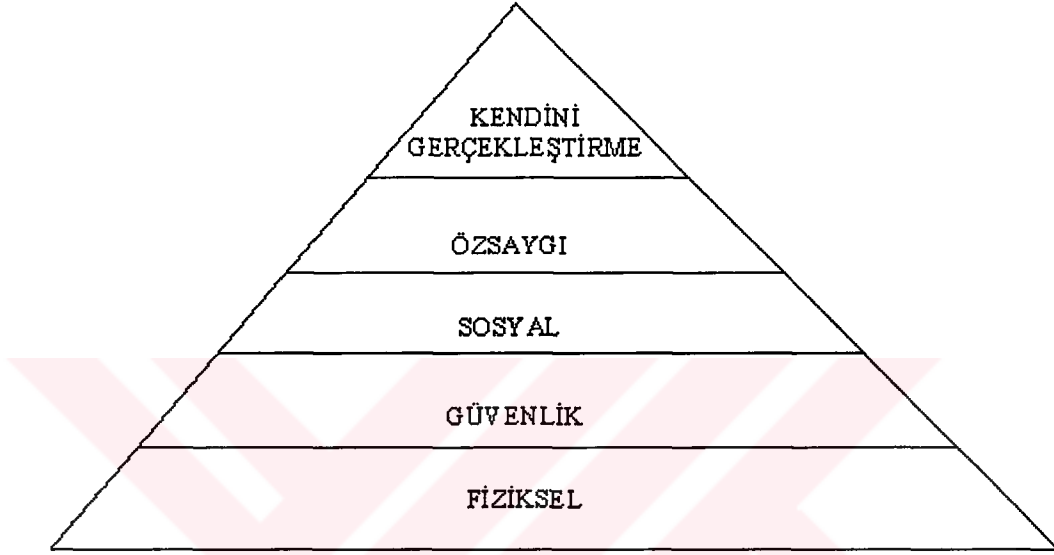 KENDİNİ
GERÇEKLEŞTİRME
ÖZSAYGI
SOSYAL
GÜVENLİK
FİZİKSEL